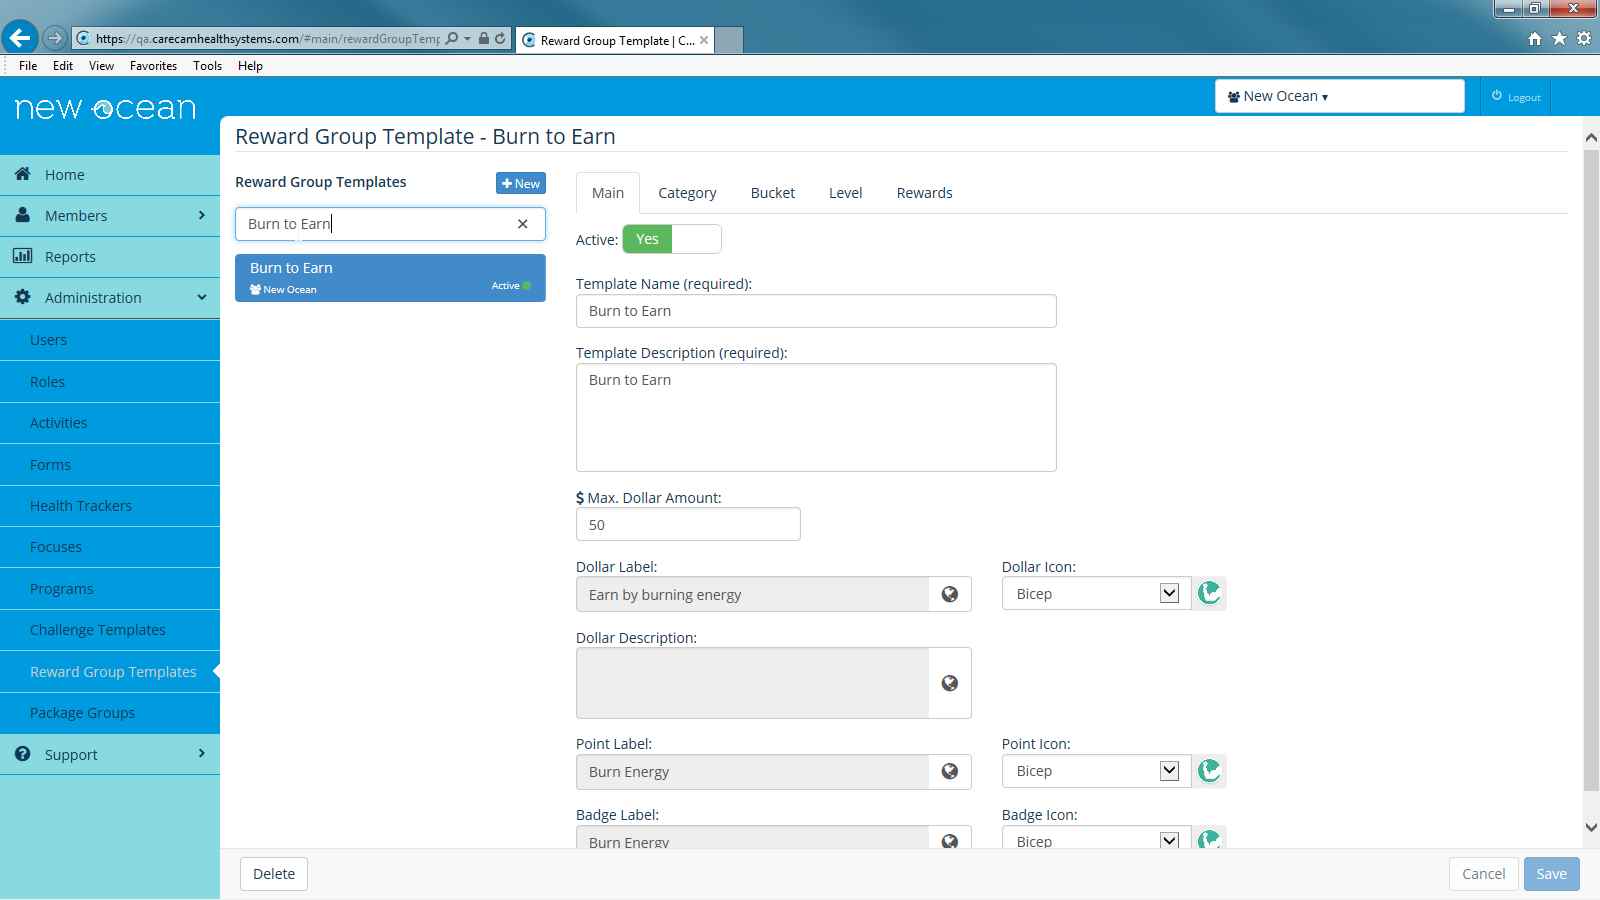 https://qa.carecamhealthsystems.com/#main/rewardGroupTemp
Reward Group Template | C...
File Edit View Favorites Tools Help
new ocean
New Ocean
Logout
Reward Group Template - Burn to Earn
Home
Members
Reports
Administration
Users
Roles
Activities
Forms
Health Trackers
Focuses
Programs
Challenge Templates
Reward Group Templates
Package Groups
Support
Reward Group Templates
New
Burn to Earn
Burn to Earn
New Ocean
Active
Main Category Bucket Level Rewards
Active: Yes
Template Name (required):
Burn to Earn
Template Description (required):
Burn to Earn
$ Max. Dollar Amount:
50
Dollar Label:
Earn by burning energy
Dollar Icon:
Bicep
Dollar Description:
Point Label:
Burn Energy
Point Icon:
Bicep
Badge Label:
Burn Energy
Badge Icon:
Bicep
Delete
Cancel
Save